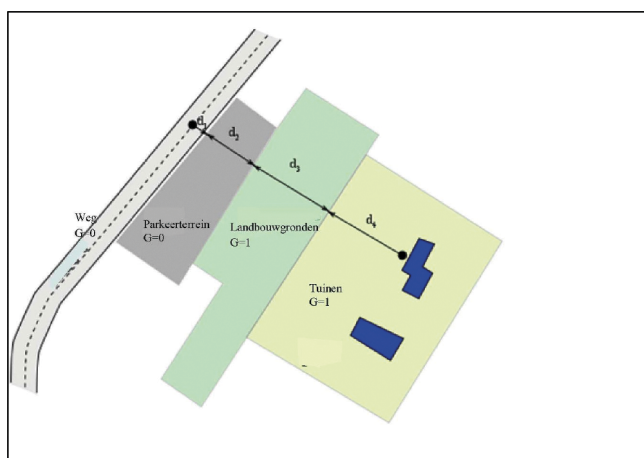 d1
d2
d3
d4
Weg
G=0
Parkeerterrein
G=0
Landbouwgronden
G=1
Tuinen
G=1